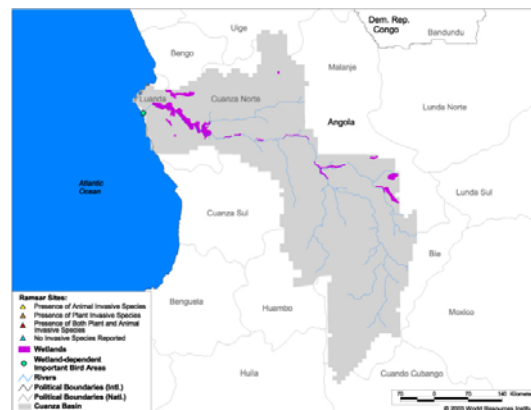 Uige
Dem. Rep.
Congo
Bandundu
Bengo
Malanje
Luanda
Cuanza Norte
Lunda Norte
Angola
Atlantic
Ocean
Lunda Sul
Cuanza Sul
Bie
Benguela
Huambo
Moxico
Huila
Cuando Cubango
Ramsar Sites:
Presence of Animal Invasive Species
Presence of Plant Invasive Species
Presence of Both Plant and Animal
Invasive Species
No Invasive Species Reported
Wetlands
Wetland-dependent
Important Bird Areas
Rivers
Political Boundaries (Intl.)
Political Boundaries (Natl.)
Cuanza Basin
70 0 70 140 Kilome
© 2003 World Resources Instit